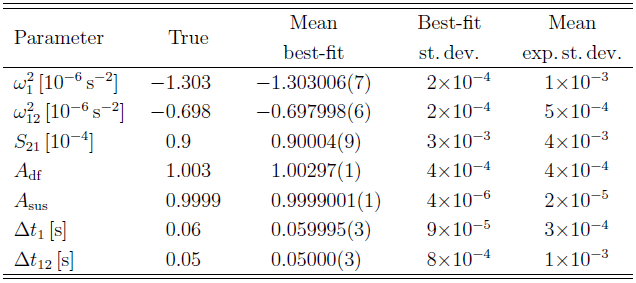 Parameter True Mean best-fit Best-fit st. dev. Mean exp. st. dev.
ω₁² [10⁻⁶ s⁻²] −1.303 −1.303006(7) 2×10⁻⁴ 1×10⁻³
ω₁₂² [10⁻⁶ s⁻²] −0.698 −0.697998(6) 2×10⁻⁴ 5×10⁻⁴
S₂₁ [10⁻⁴] 0.9 0.90004(9) 3×10⁻³ 4×10⁻³
A_df 1.003 1.00297(1) 4×10⁻⁴ 4×10⁻⁴
A_sus 0.9999 0.9999001(1) 4×10⁻⁶ 2×10⁻⁵
Δt₁ [s] 0.06 0.059995(3) 9×10⁻⁵ 3×10⁻⁴
Δt₁₂ [s] 0.05 0.05000(3) 8×10⁻⁴ 1×10⁻³